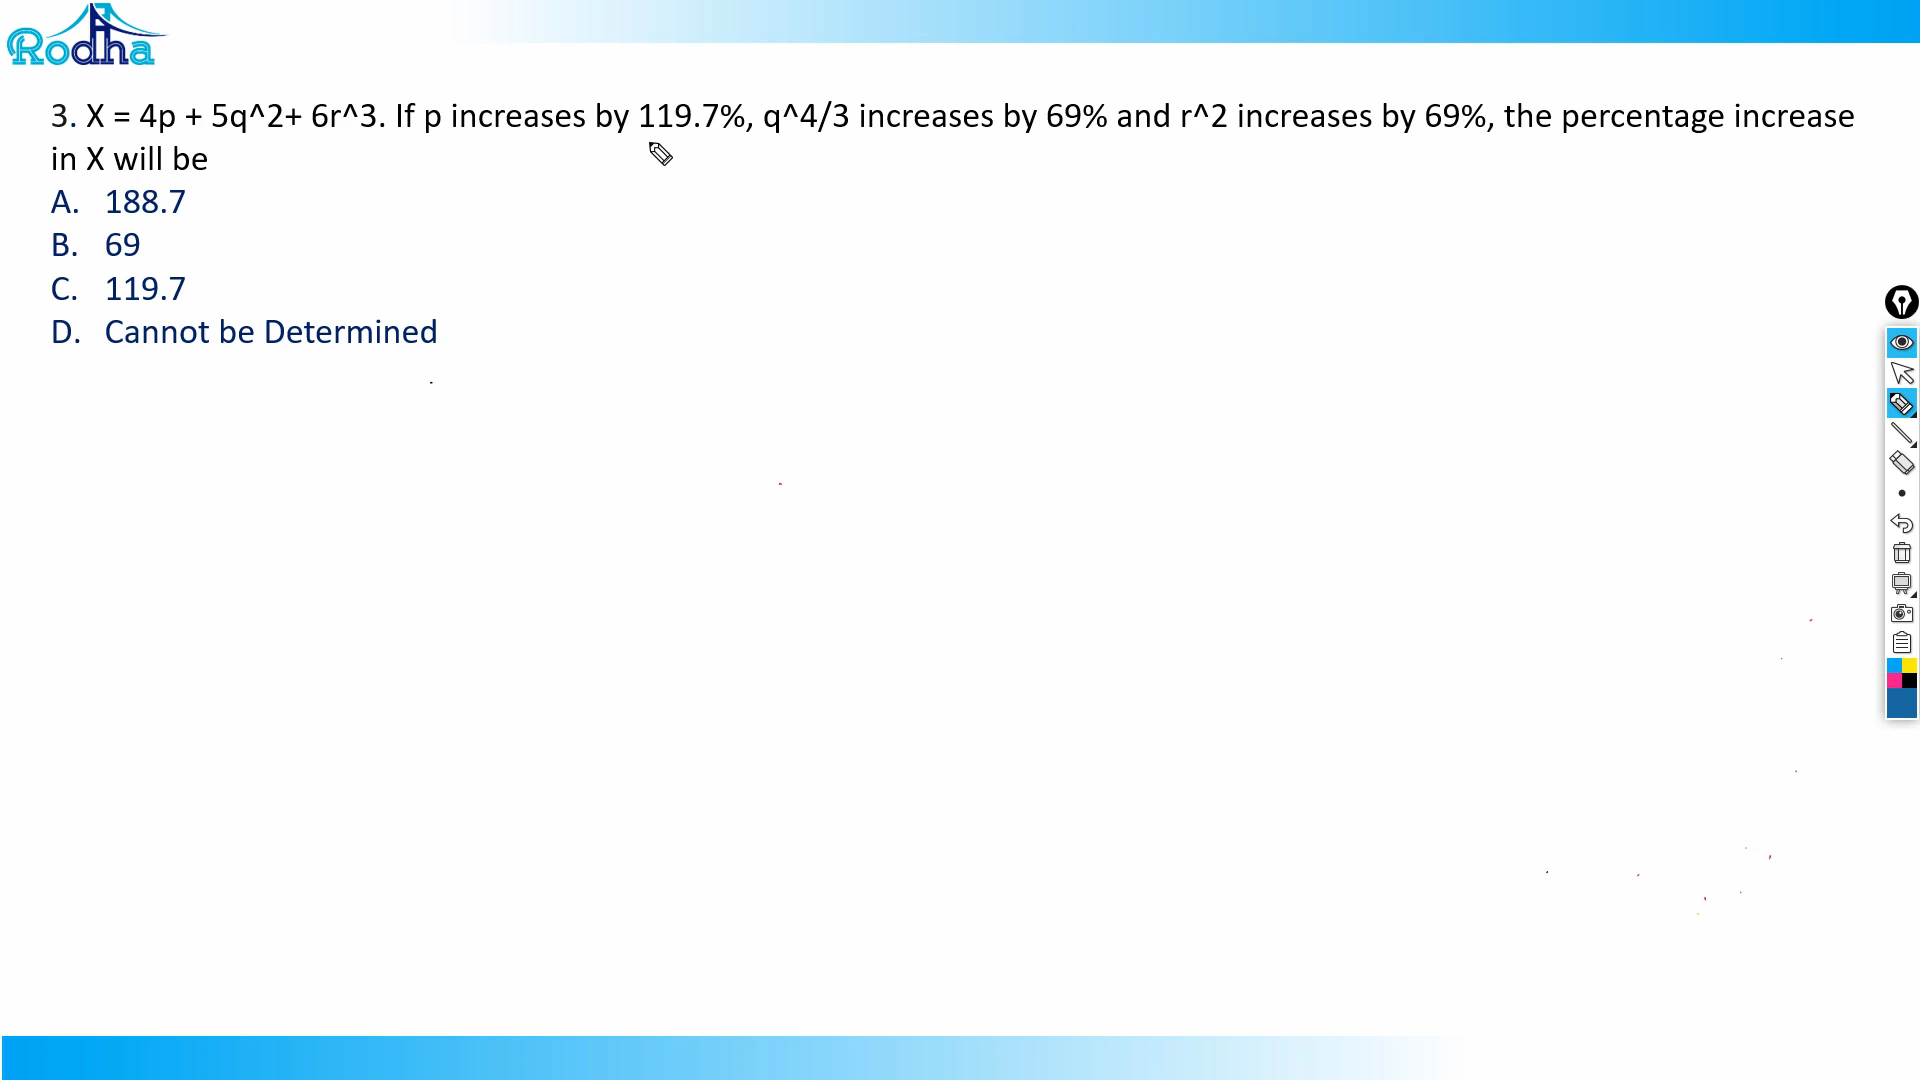 Rodha
3. X = 4p + 5q^2+ 6r^3. If p increases by 119.7%, q^4/3 increases by 69% and r^2 increases by 69%, the percentage increase
in X will be
A. 188.7
B. 69
C. 119.7
D. Cannot be Determined